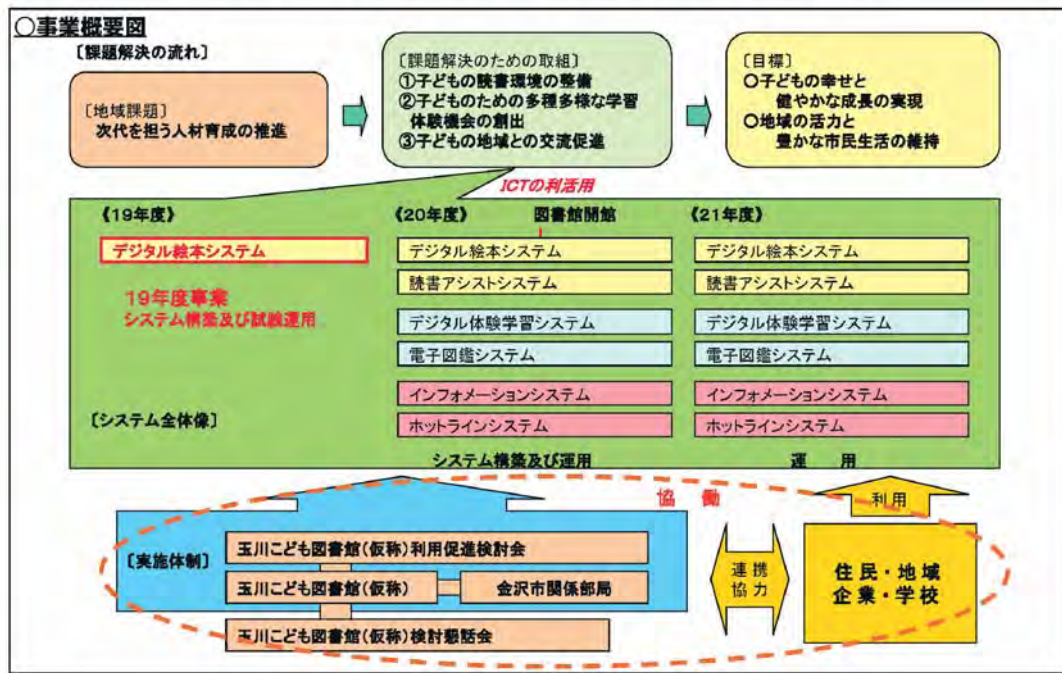 ○事業概要図
〔課題解決の流れ〕
〔地域課題〕
次代を担う人材育成の推進
〔課題解決のための取組〕
①子どもの読書環境の整備
②子どものための多種多様な学習
体験機会の創出
③子どもの地域との交流促進
〔目標〕
○子どもの幸せと
健やかな成長の実現
○地域の活力と
豊かな市民生活の維持
ICTの利活用
《19年度》
《20年度》
図書館開館
《21年度》
デジタル絵本システム
19年度事業
システム構築及び試験運用
〔システム全体像〕
デジタル絵本システム
読書アシストシステム
デジタル体験学習システム
電子図鑑システム
インフォメーションシステム
ホットラインシステム
システム構築及び運用
デジタル絵本システム
読書アシストシステム
デジタル体験学習システム
電子図鑑システム
インフォメーションシステム
ホットラインシステム
運 用
協 働
利用
〔実施体制〕
玉川こども図書館(仮称)利用促進検討会
玉川こども図書館(仮称)
金沢市関係部局
玉川こども図書館(仮称)検討懇話会
連携
協力
住民・地域
企業・学校